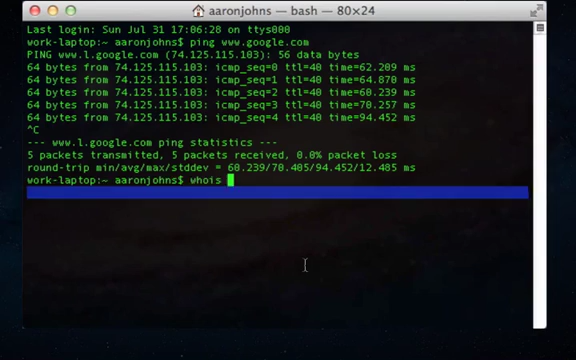 aaronjohns — bash — 80×24
Last login: Sun Jul 31 17:06:28 on ttys000
work-laptop:~ aaronjohns$ ping www.google.com
PING www.l.google.com (74.125.115.103): 56 data bytes
64 bytes from 74.125.115.103: icmp_seq=0 ttl=40 time=62.209 ms
64 bytes from 74.125.115.103: icmp_seq=1 ttl=40 time=64.870 ms
64 bytes from 74.125.115.103: icmp_seq=2 ttl=40 time=60.239 ms
64 bytes from 74.125.115.103: icmp_seq=3 ttl=40 time=70.257 ms
64 bytes from 74.125.115.103: icmp_seq=4 ttl=40 time=94.452 ms
^C
--- www.l.google.com ping statistics ---
5 packets transmitted, 5 packets received, 0.0% packet loss
round-trip min/avg/max/stddev = 60.239/70.405/94.452/12.485 ms
work-laptop:~ aaronjohns$ whois